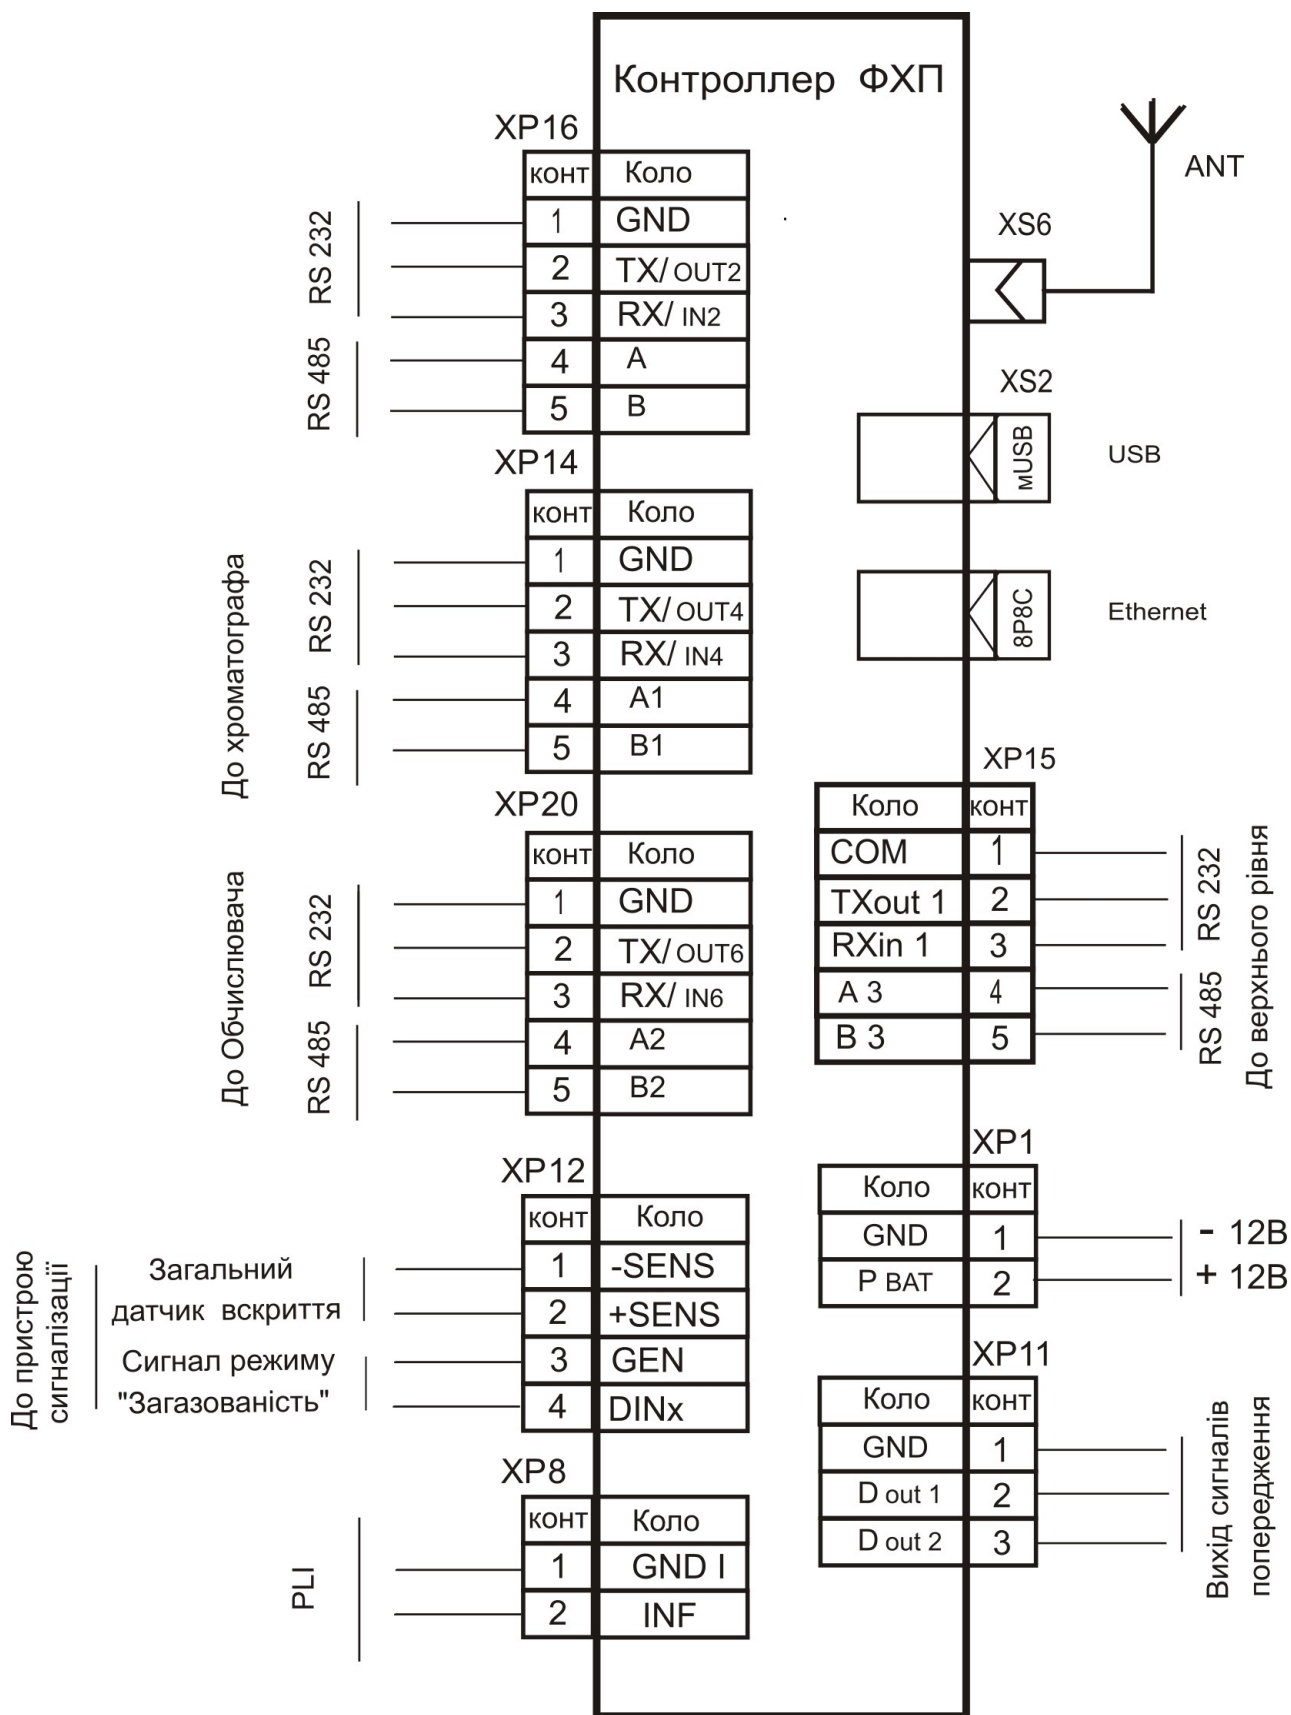 Контроллер ФХП
XP16
конт Коло
1 GND
2 TX/ OUT2
3 RX/ IN2
4 A
5 B
RS 232
RS 485
XP14
конт Коло
1 GND
2 TX/ OUT4
3 RX/ IN4
4 A1
5 B1
RS 232
RS 485
До хроматографа
XP20
конт Коло
1 GND
2 TX/ OUT6
3 RX/ IN6
4 A2
5 B2
RS 232
RS 485
До Обчислювача
XP12
конт Коло
1 -SENS
2 +SENS
3 GEN
4 DINx
Загальний
датчик вскриття
Сигнал режиму
"Загазованість"
До пристрою
сигналізації
XP8
конт Коло
1 GND I
2 INF
PLI
ANT
XS6
XS2
мUSB
USB
8P8C
Ethernet
XP15
Коло конт
COM 1
TXout 1 2
RXin 1 3
A 3 4
B 3 5
RS 232
RS 485
До верхнього рівня
XP1
Коло конт
GND 1
P BAT 2
- 12В
+ 12В
XP11
Коло конт
GND 1
D out 1 2
D out 2 3
Вихід сигналів
попередження